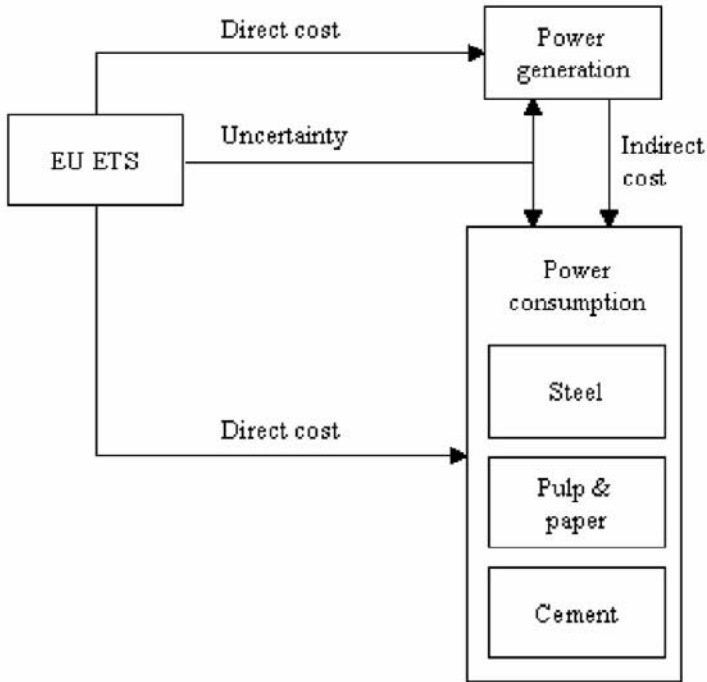 Direct cost
Power
generation
EU ETS
Uncertainty
Indirect
cost
Power
consumption
Steel
Direct cost
Pulp &
paper
Cement